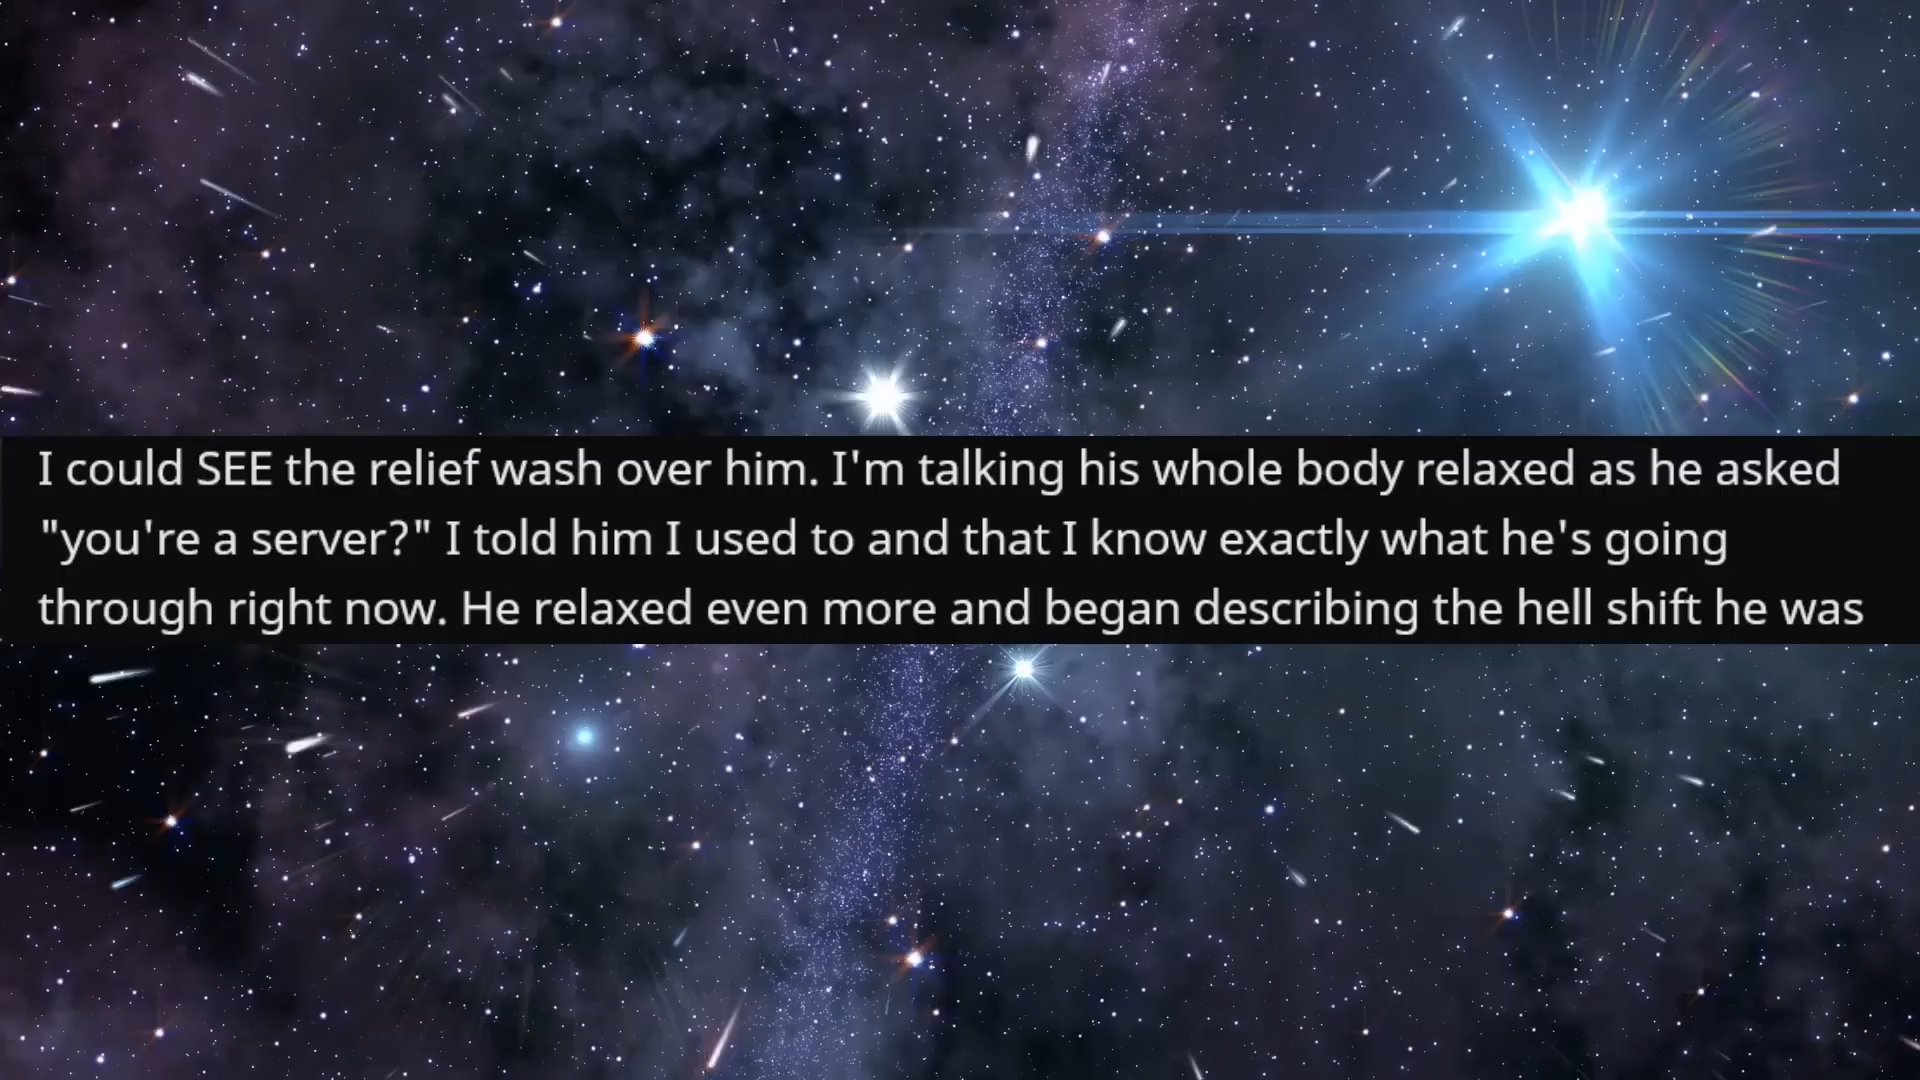 I could SEE the relief wash over him. I'm talking his whole body relaxed as he asked
"you're a server?" I told him I used to and that I know exactly what he's going
through right now. He relaxed even more and began describing the hell shift he was